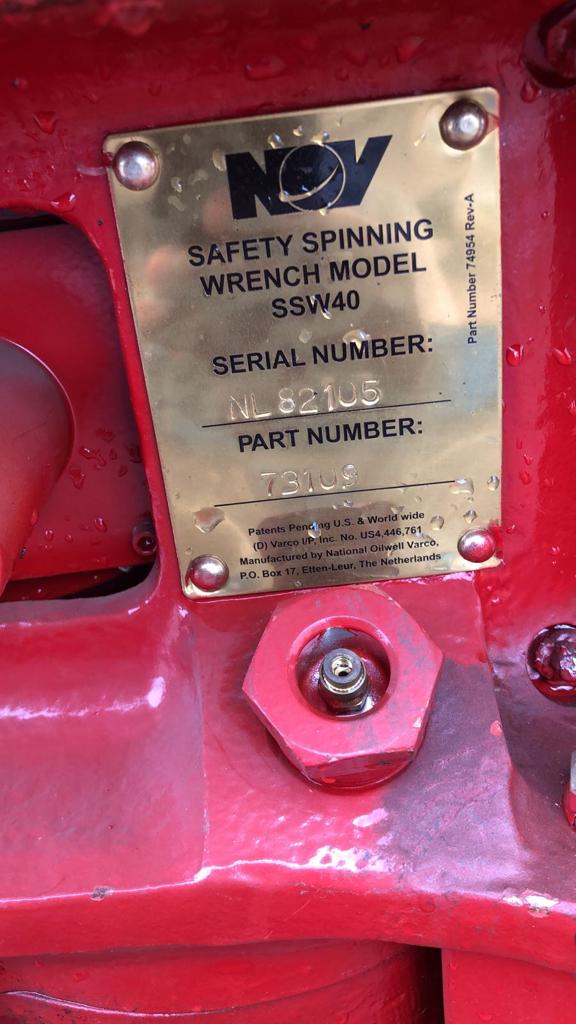 NOV
SAFETY SPINNING
WRENCH MODEL
SSW40
SERIAL NUMBER:
NL 82105
PART NUMBER:
73109
Patents Pending U.S. & World wide
(D) Varco I/P, Inc. No. US4,446,761
Manufactured by National Oilwell Varco,
P.O. Box 17, Etten-Leur, The Netherlands
Part Number 74954 Rev-A